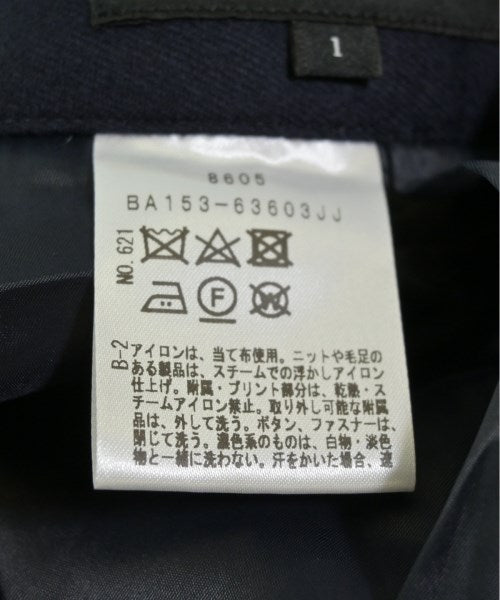 1
8605
BA153-63603JJ
NO.621
F
W
B-2
アイロンは、当て布使用。ニットや毛足の
ある製品は、スチームでの浮かしアイロン
仕上げ。附属・プリント部分は、乾熱・ス
チームアイロン禁止。取り外し可能な附属
品は、外して洗う。ボタン、ファスナーは、
閉じて洗う。濃色系のものは、白物・淡色
物と一緒に洗わない。汗をかいた場合、速